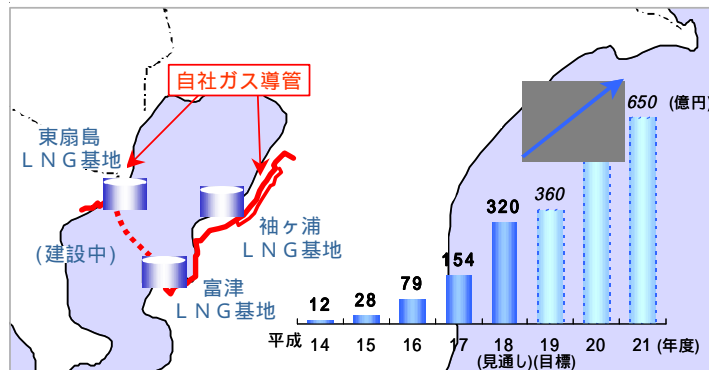 自社ガス導管
東扇島
ＬＮＧ基地
袖ヶ浦
ＬＮＧ基地
(建設中)
富津
ＬＮＧ基地
650 (億円)
360
320
154
79
28
12
平成 14 15 16 17 18 19 20 21 (年度)
(見通し)(目標)